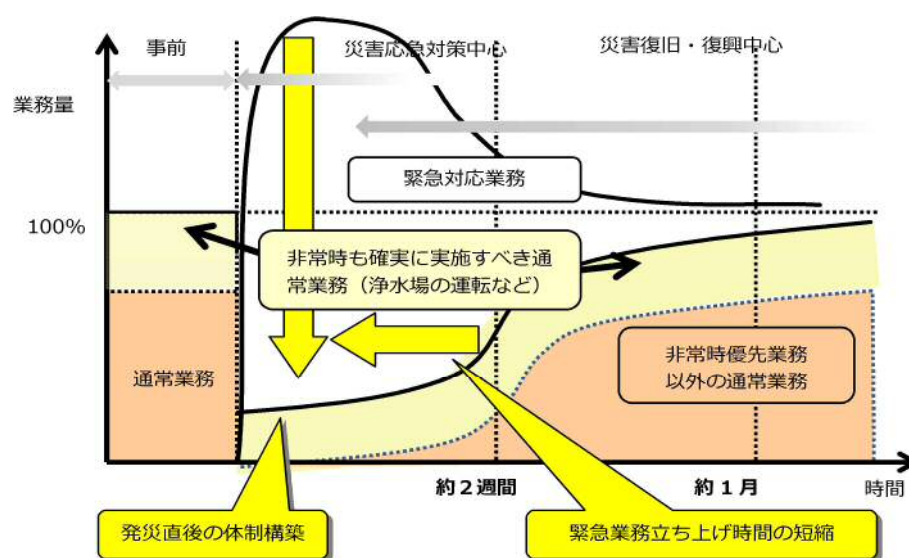 事前
災害応急対策中心
災害復旧・復興中心
業務量
緊急対応業務
100%
非常時も確実に実施すべき通
常業務（浄水場の運転など）
通常業務
非常時優先業務
以外の通常業務
約２週間
約１月
時間
発災直後の体制構築
緊急業務立ち上げ時間の短縮